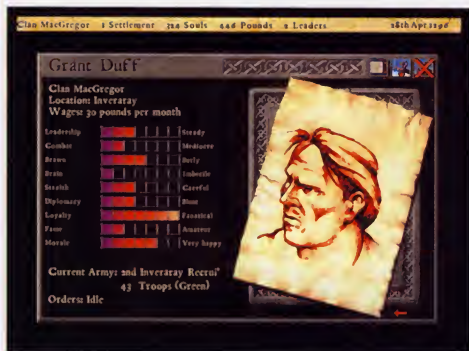 Clan MacGregor 1 Settlement 324 Souls 446 Pounds 2 Leaders 28th Apr 1296
Grant Duff
Clan MacGregor
Location: Inveraray
Wages: 30 pounds per month
Leadership Steady
Combat Mediocre
Brawn Burly
Brain Imbecile
Stealth Careful
Diplomacy Blunt
Loyalty Fanatical
Fame Amateur
Morale Very happy
Current Army: 2nd Inveraray Recrui
43 Troops (Green)
Orders: Idle